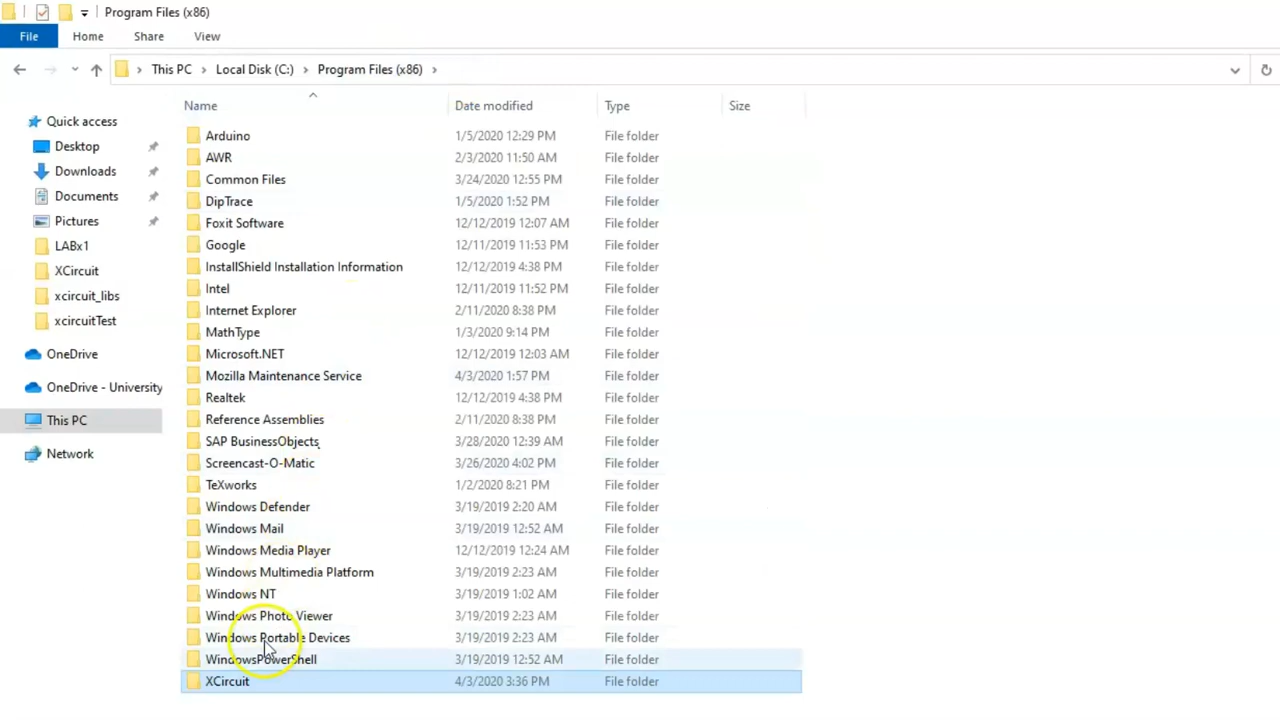 Program Files (x86)
File Home Share View
This PC Local Disk (C:) Program Files (x86)
Name Date modified Type Size
Quick access
Desktop
Downloads
Documents
Pictures
LABx1
XCircuit
xcircuit_libs
xcircuitTest
OneDrive
OneDrive - University
This PC
Network
Arduino 1/5/2020 12:29 PM File folder
AWR 2/3/2020 11:50 AM File folder
Common Files 3/24/2020 12:55 PM File folder
DipTrace 1/5/2020 1:52 PM File folder
Foxit Software 12/12/2019 12:07 AM File folder
Google 12/11/2019 11:53 PM File folder
InstallShield Installation Information 12/12/2019 4:38 PM File folder
Intel 12/11/2019 11:52 PM File folder
Internet Explorer 2/11/2020 8:38 PM File folder
MathType 1/3/2020 9:14 PM File folder
Microsoft.NET 12/12/2019 12:03 AM File folder
Mozilla Maintenance Service 4/3/2020 1:57 PM File folder
Realtek 12/12/2019 4:38 PM File folder
Reference Assemblies 2/11/2020 8:38 PM File folder
SAP BusinessObjects 3/28/2020 12:39 AM File folder
Screencast-O-Matic 3/26/2020 4:02 PM File folder
TeXworks 1/2/2020 8:21 PM File folder
Windows Defender 3/19/2019 2:20 AM File folder
Windows Mail 3/19/2019 12:52 AM File folder
Windows Media Player 12/12/2019 12:24 AM File folder
Windows Multimedia Platform 3/19/2019 2:23 AM File folder
Windows NT 3/19/2019 1:02 AM File folder
Windows Photo Viewer 3/19/2019 2:23 AM File folder
Windows Portable Devices 3/19/2019 2:23 AM File folder
WindowsPowerShell 3/19/2019 12:52 AM File folder
XCircuit 4/3/2020 3:36 PM File folder